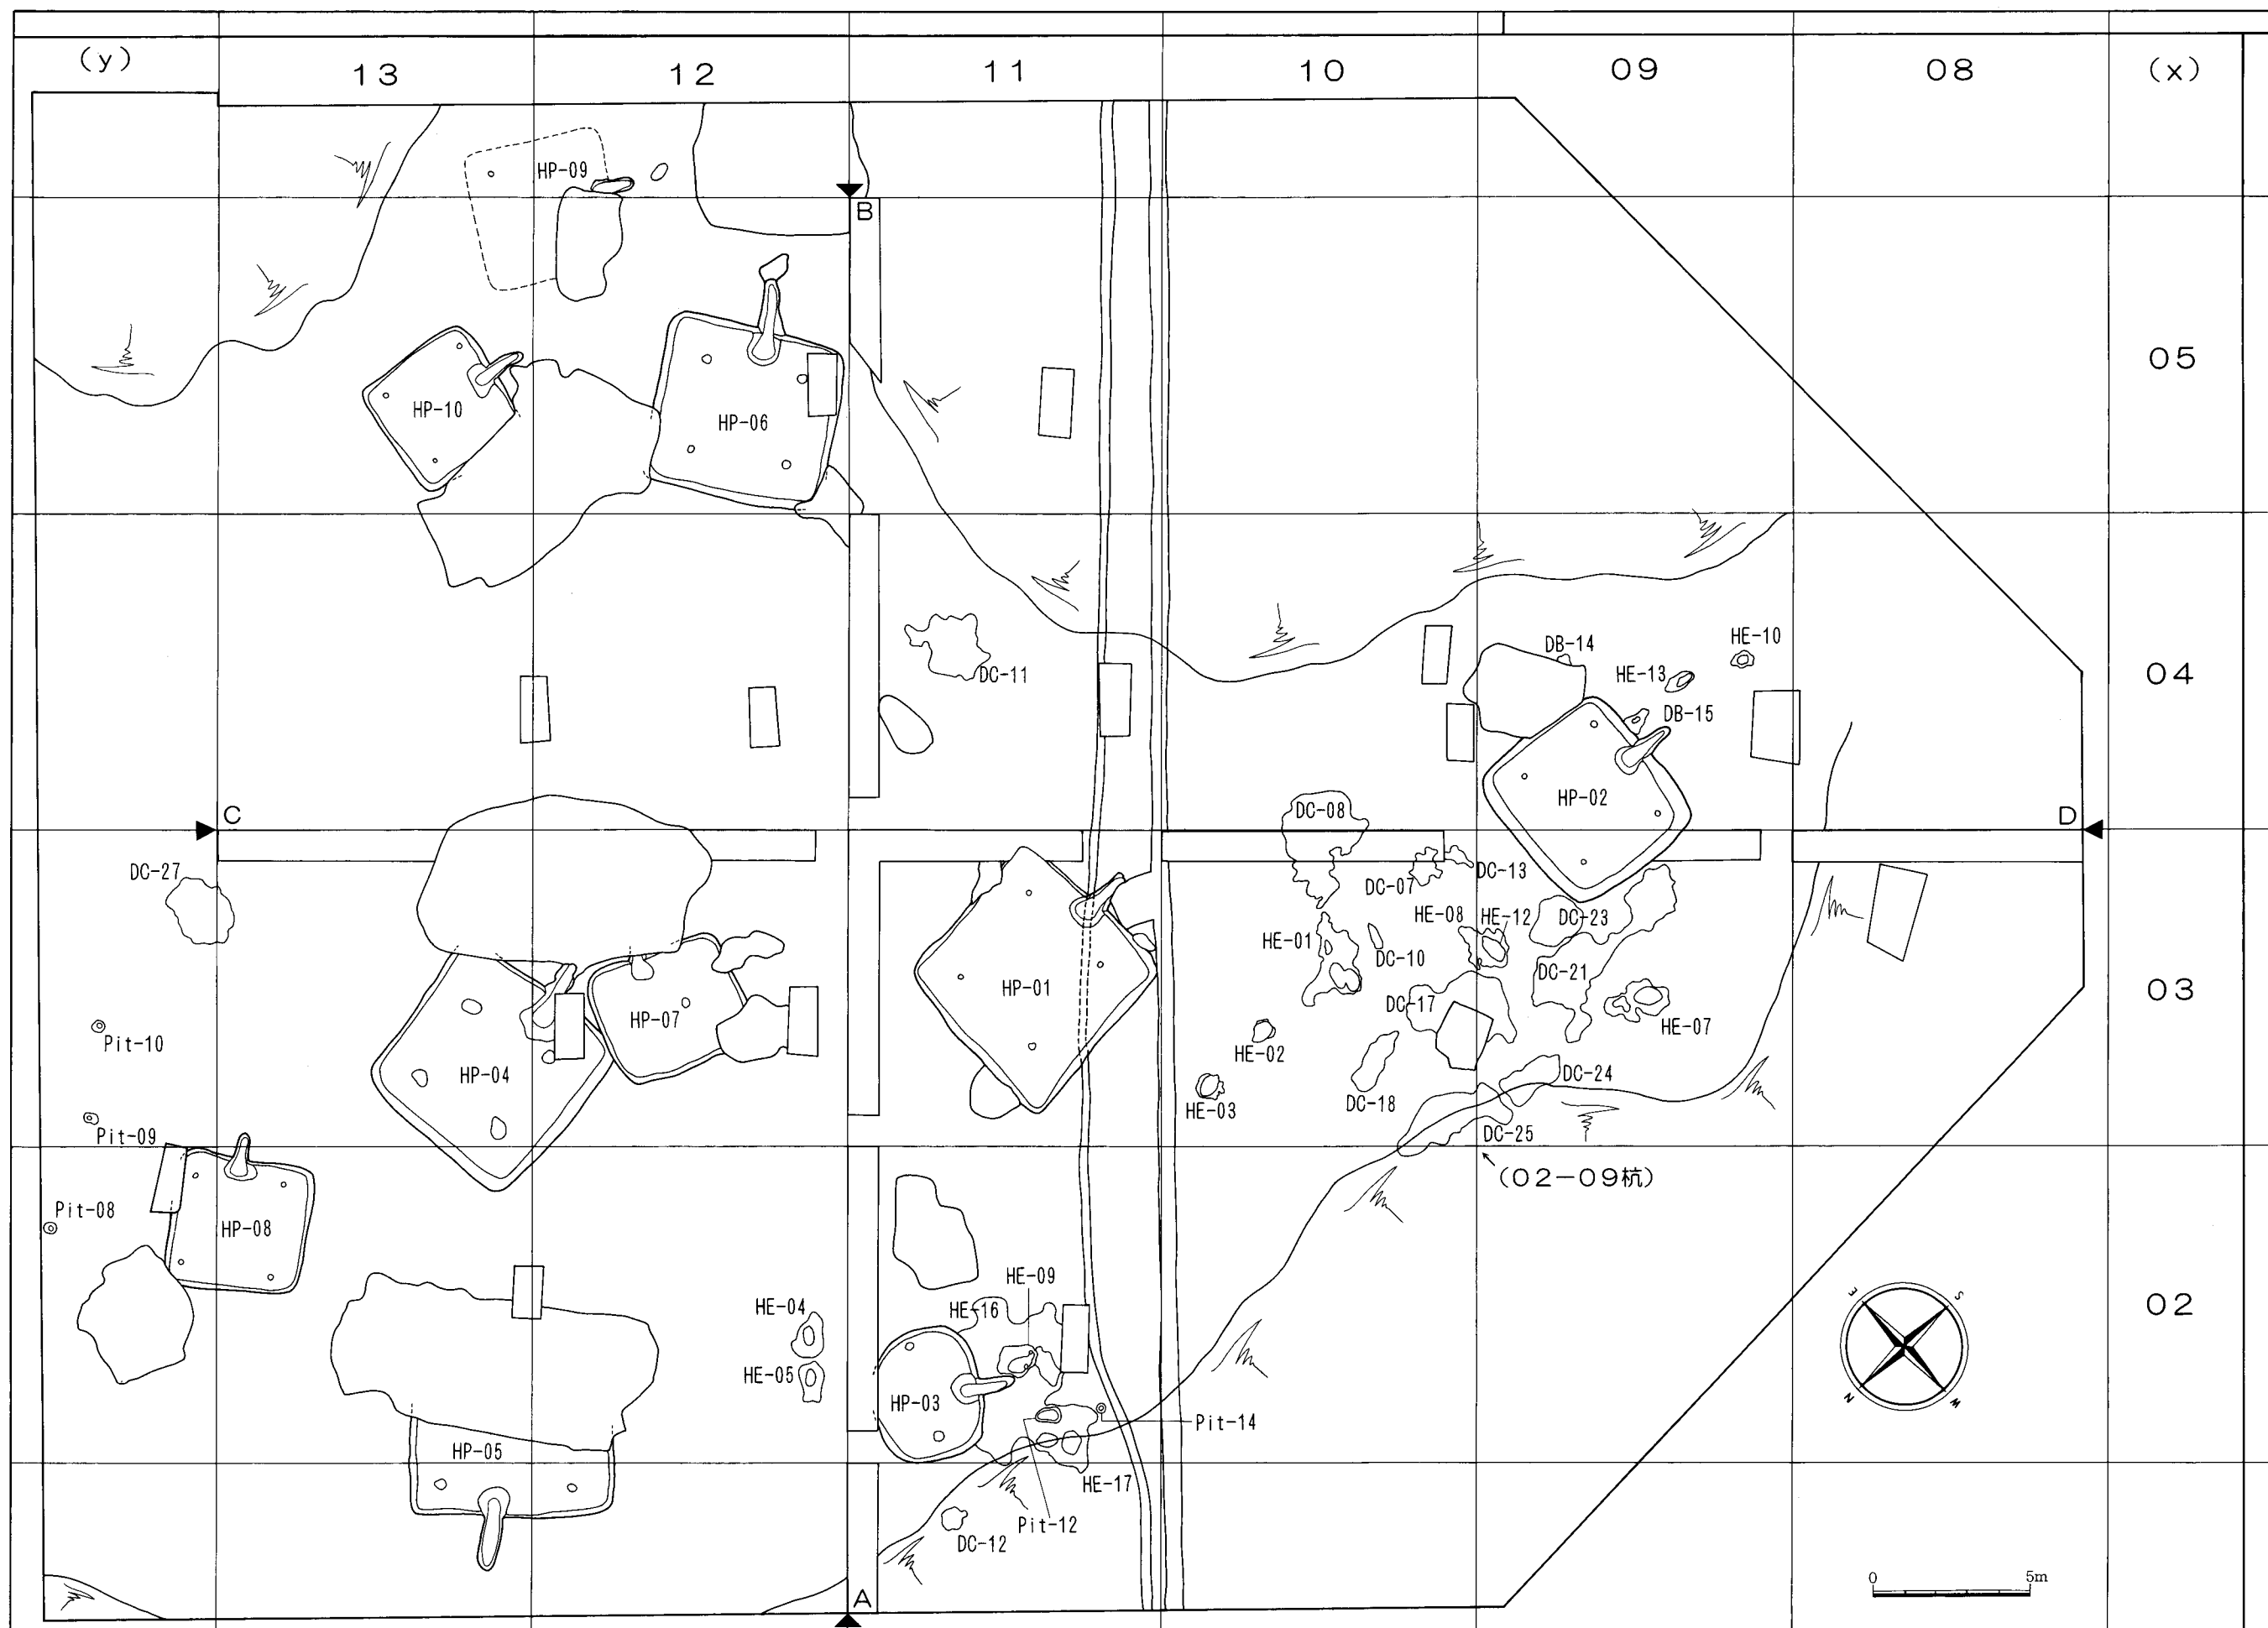 (y) 13 12 11 10 09 08 (x)
HP-09
B
05
HP-10
HP-06
DB-14
HE-10
HE-13
04
DC-11
DB-15
HP-02
DC-08
C
D
DC-27
DC-07
DC-13
HE-08
HE-12
DC-23
HE-01
DC-10
DC-21
HP-01
03
DC-17
HP-07
HE-07
Pit-10
HE-02
HP-04
DC-24
DC-18
HE-03
Pit-09
DC-25
(02-09杭)
Pit-08
HP-08
HE-09
E
S
HE-04
HE-16
02
HE-05
HP-03
N
W
Pit-14
HP-05
HE-17
Pit-12
DC-12
0
5m
A